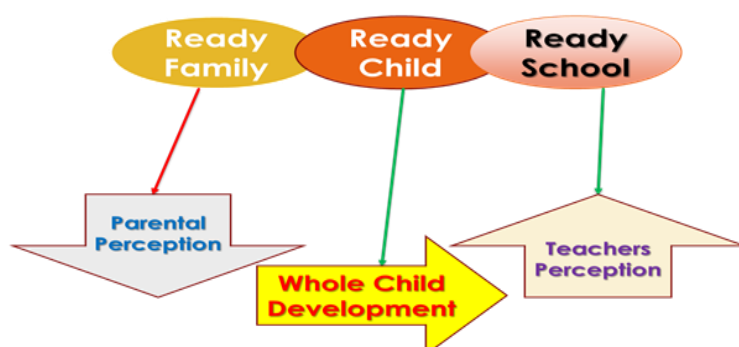 Ready
Family
Ready
Child
Ready
School
Parental
Perception
Whole Child
Development
Teachers
Perception